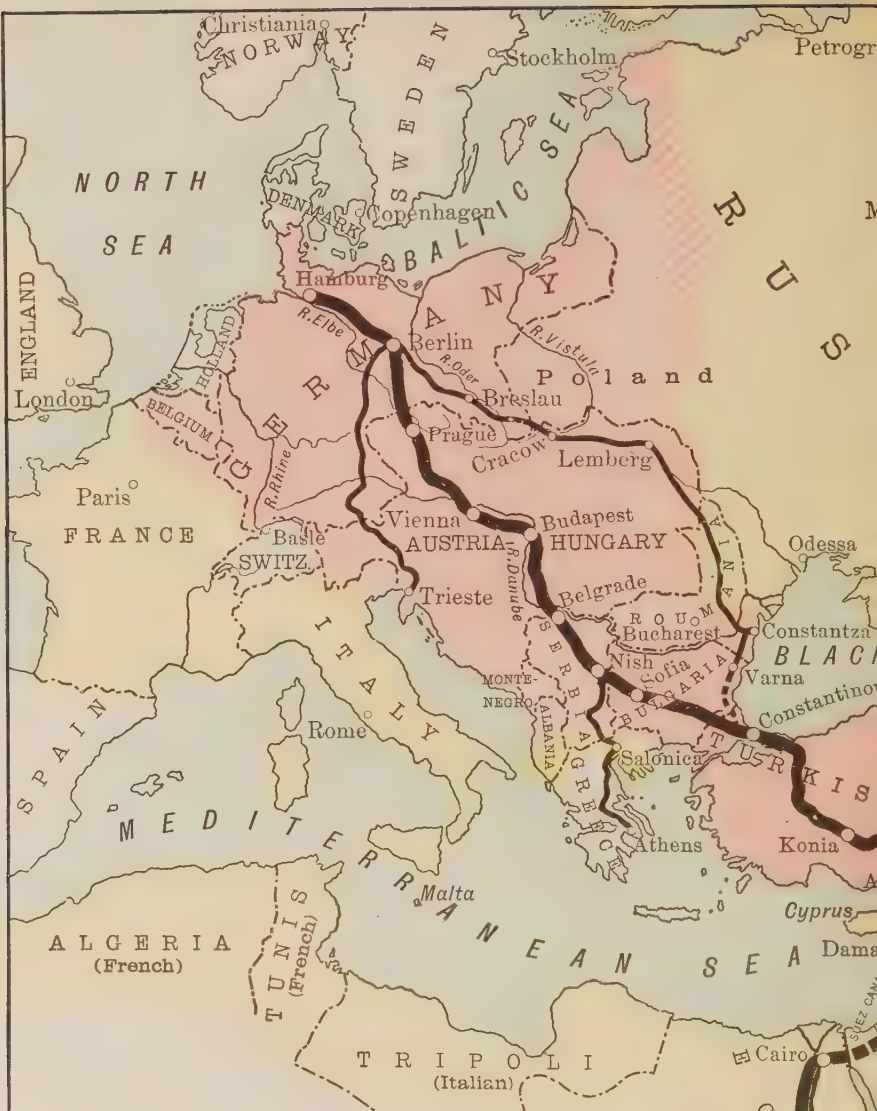 Christiania
NORWAY
SWEDEN
Stockholm
Petrogr
NORTH
SEA
DENMARK
Copenhagen
BALTIC SEA
RUS
M
Hamburg
R.Elbe
GERMANY
ENGLAND
HOLLAND
Berlin
R.Oder
R.Vistula
Poland
London
BELGIUM
Breslau
Prague
Cracow
Lemberg
R.Rhine
Paris
FRANCE
Basle
SWITZ.
Vienna
Budapest
AUSTRIA-HUNGARY
R.Danube
Odessa
Trieste
Belgrade
ROUMANIA
Bucharest
Constantza
BLACK
ITALY
SERBIA
Nish
Sofia
BULGARIA
Varna
MONTE-
NEGRO
ALBANIA
Constantinou
SPAIN
Rome
Salonica
TURKIS
GREECE
MEDITERRANEAN SEA
Athens
Konia
A
Malta
Cyprus
ALGERIA
(French)
TUNIS
(French)
Dama
SUEZ CANA
TRIPOLI
(Italian)
E
Cairo